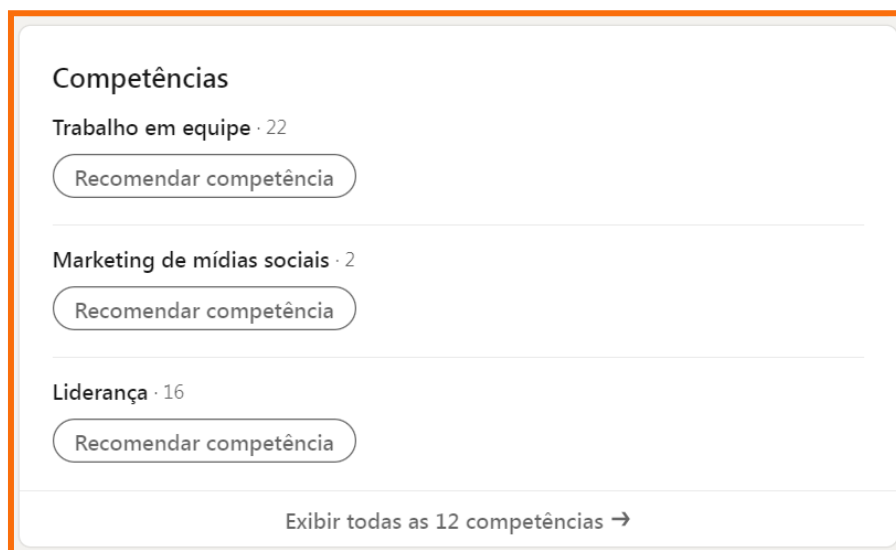 Competências
Trabalho em equipe · 22
Recomendar competência
Marketing de mídias sociais · 2
Recomendar competência
Liderança · 16
Recomendar competência
Exibir todas as 12 competências →